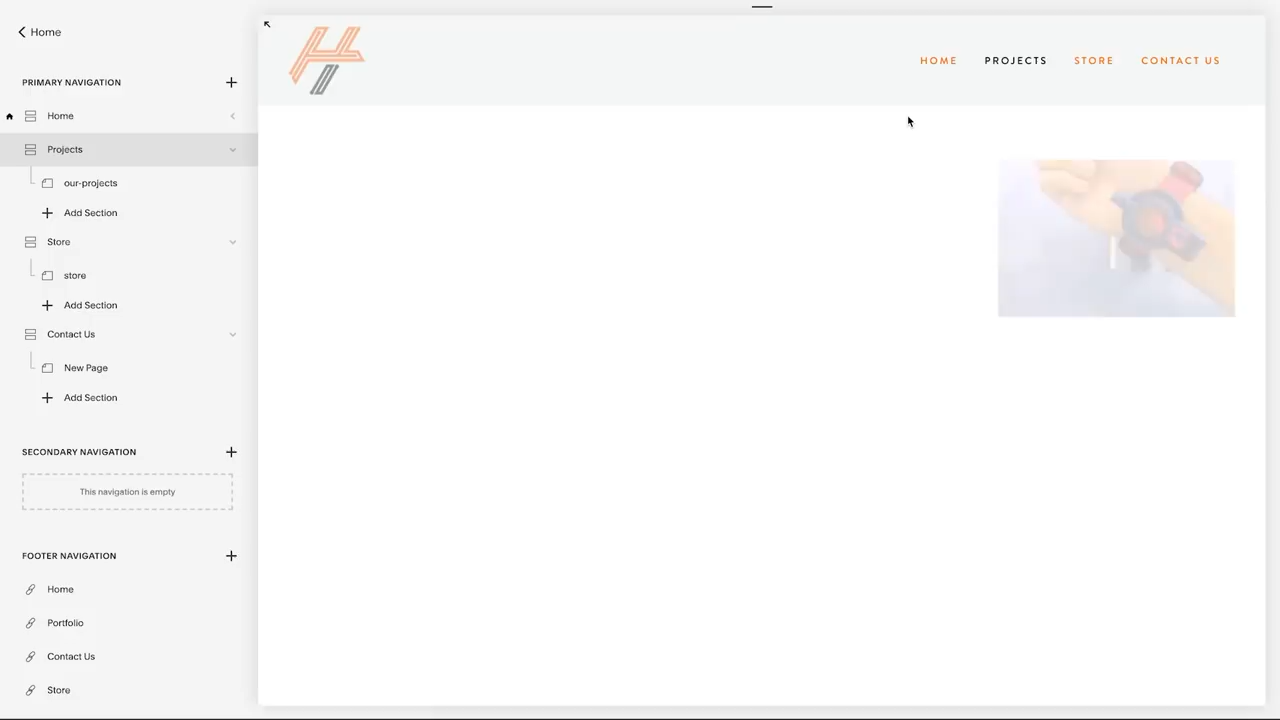 Home
PRIMARY NAVIGATION
Home
Projects
our-projects
Add Section
Store
store
Add Section
Contact Us
New Page
Add Section
SECONDARY NAVIGATION
This navigation is empty
FOOTER NAVIGATION
Home
Portfolio
Contact Us
Store
HOME PROJECTS STORE CONTACT US